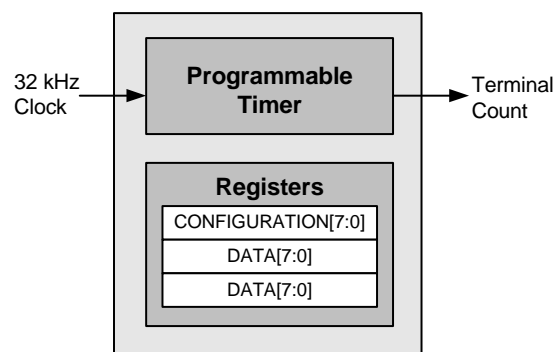 32 kHz
Clock
Programmable
Timer
Terminal
Count
Registers
CONFIGURATION[7:0]
DATA[7:0]
DATA[7:0]